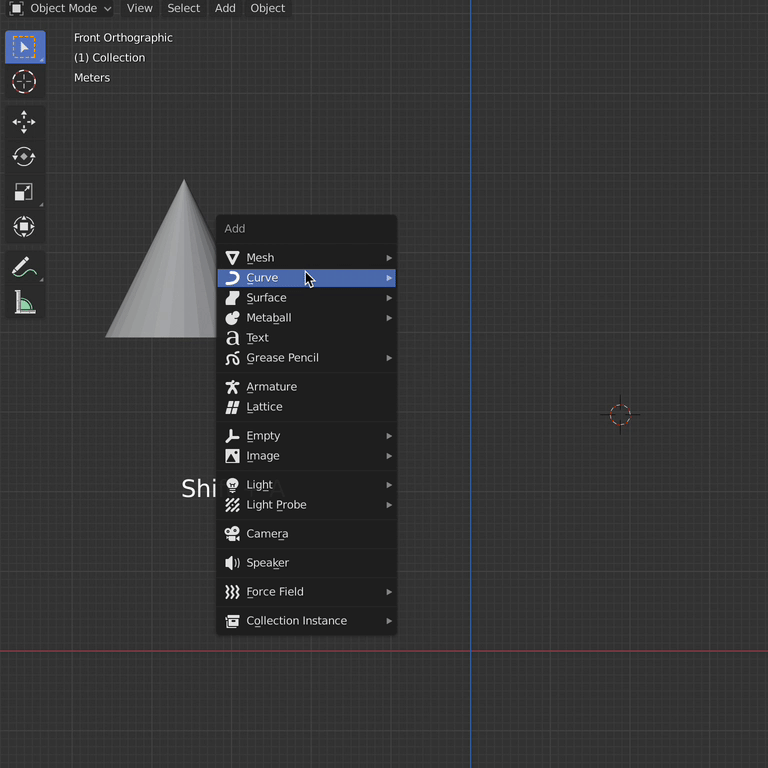 Object Mode View Select Add Object
Front Orthographic
(1) Collection
Meters
Add
Mesh
Curve
Surface
Metaball
Text
Grease Pencil
Armature
Lattice
Empty
Image
Light
Light Probe
Camera
Speaker
Force Field
Collection Instance